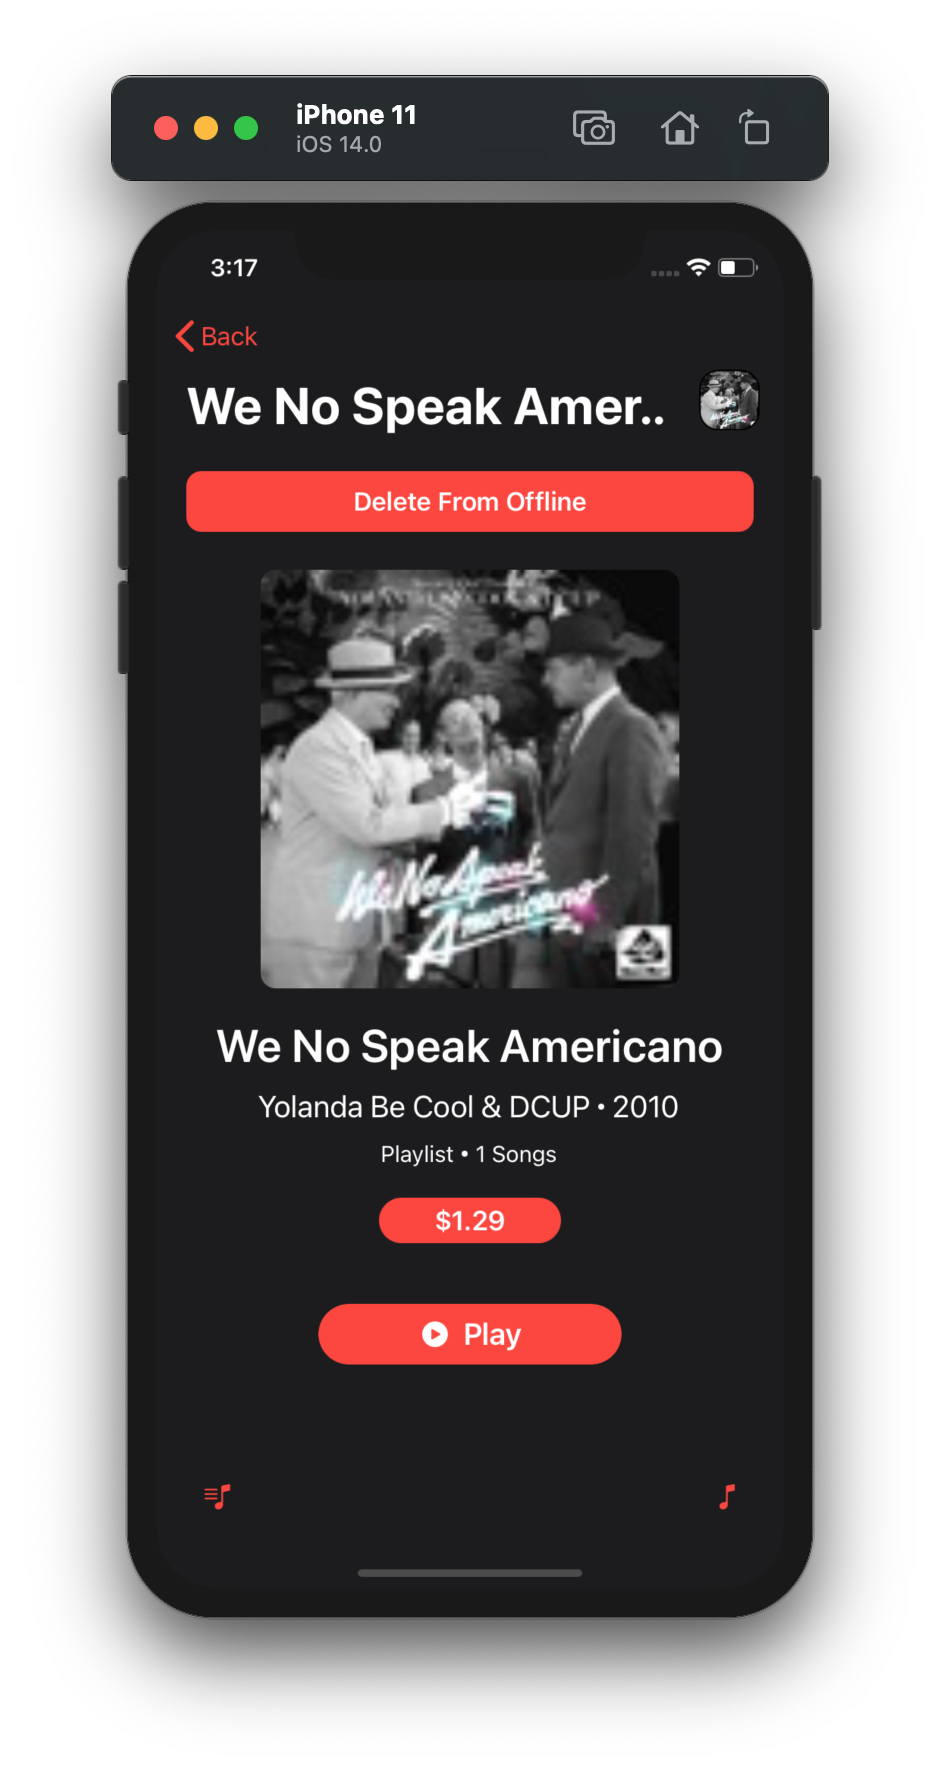 iPhone 11
iOS 14.0
3:17
Back
We No Speak Amer..
Delete From Offline
We No Speak
Americano
We No Speak Americano
Yolanda Be Cool & DCUP • 2010
Playlist • 1 Songs
$1.29
Play